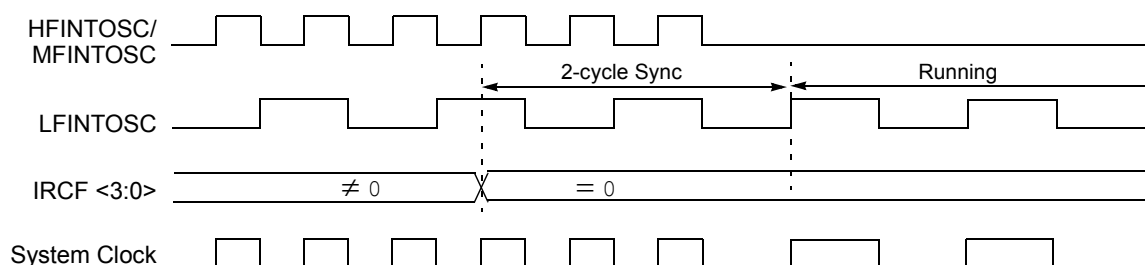 HFINTOSC/
MFINTOSC
2-cycle Sync
Running
LFINTOSC
IRCF <3:0>
≠ 0
= 0
System Clock